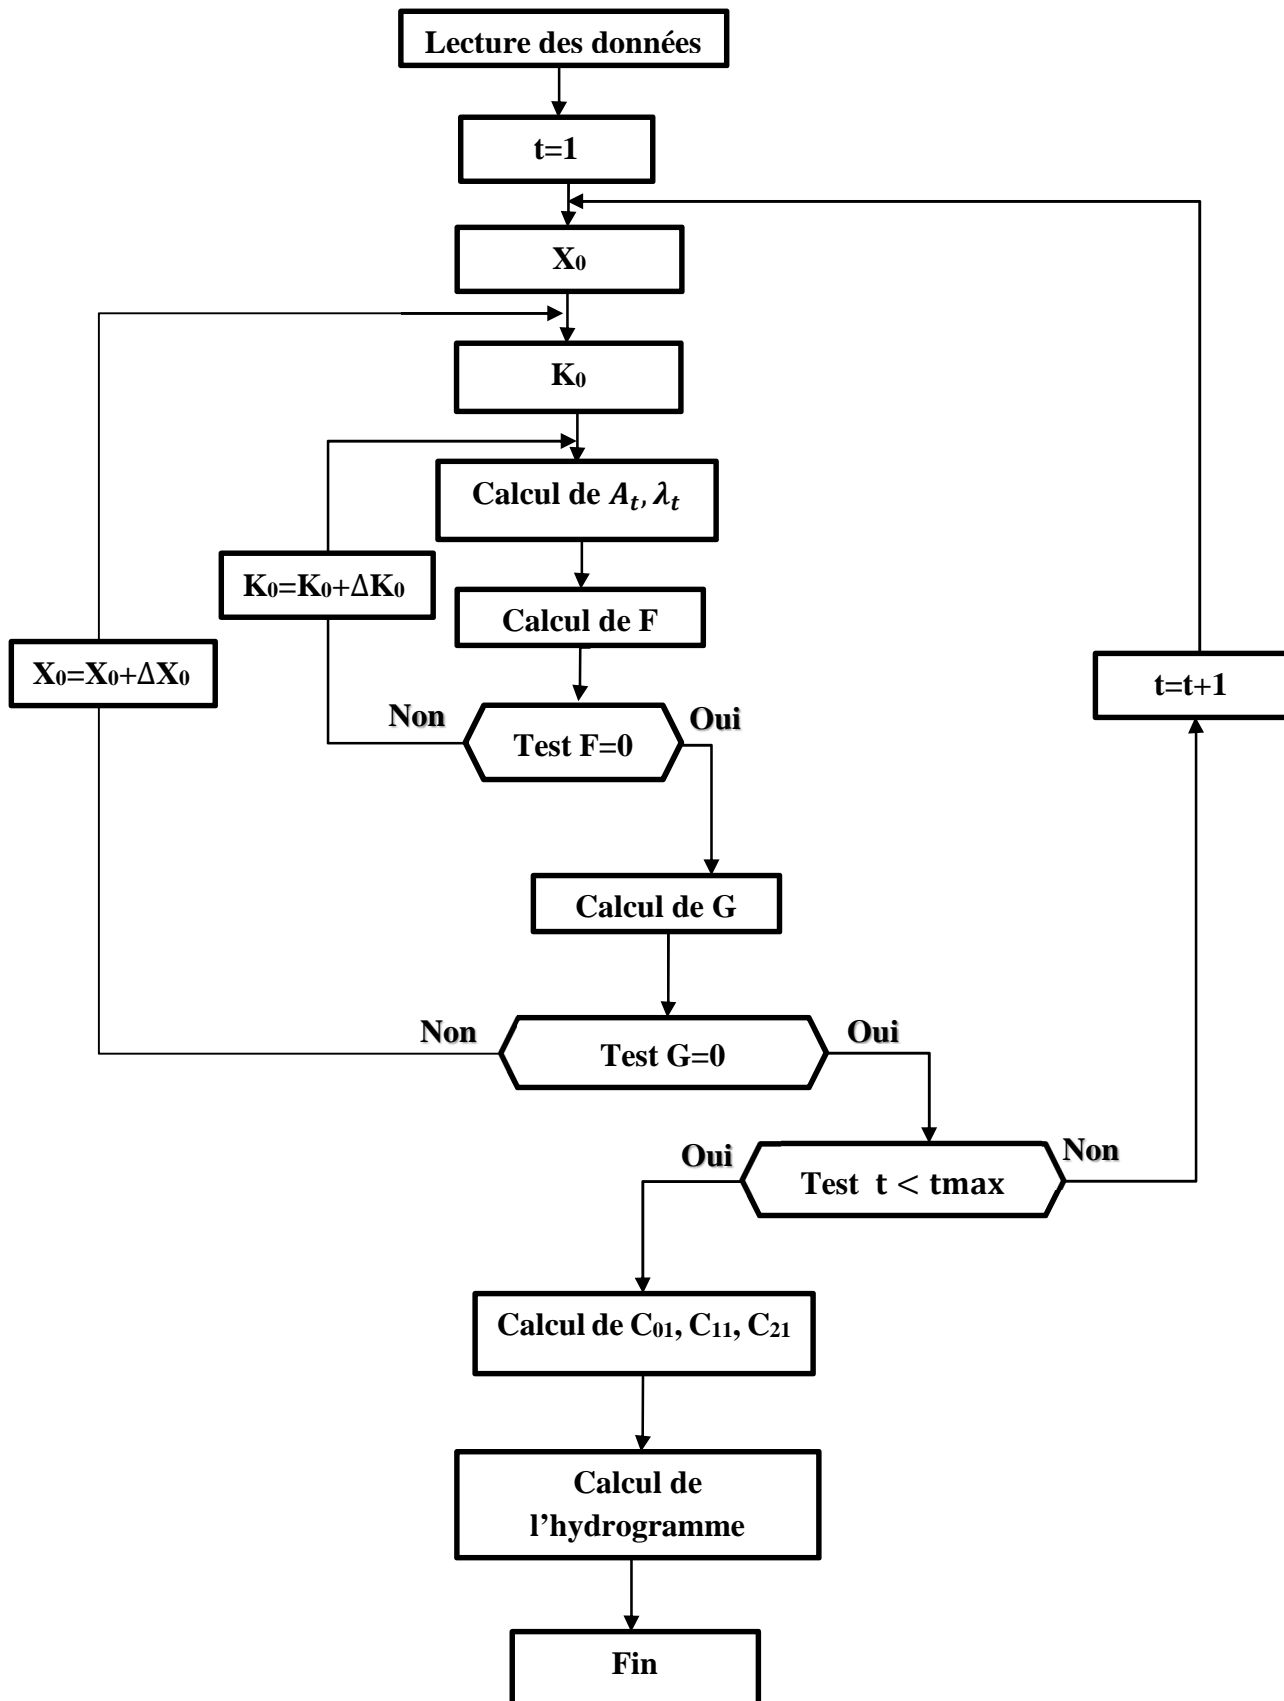 Lecture des données
t=1
X₀
K₀
Calcul de Aₜ, λₜ
K₀=K₀+ΔK₀
Calcul de F
X₀=X₀+ΔX₀
t=t+1
Non
Oui
Test F=0
Calcul de G
Non
Oui
Test G=0
Oui
Non
Test t < tmax
Calcul de C₀₁, C₁₁, C₂₁
Calcul de
l’hydrogramme
Fin